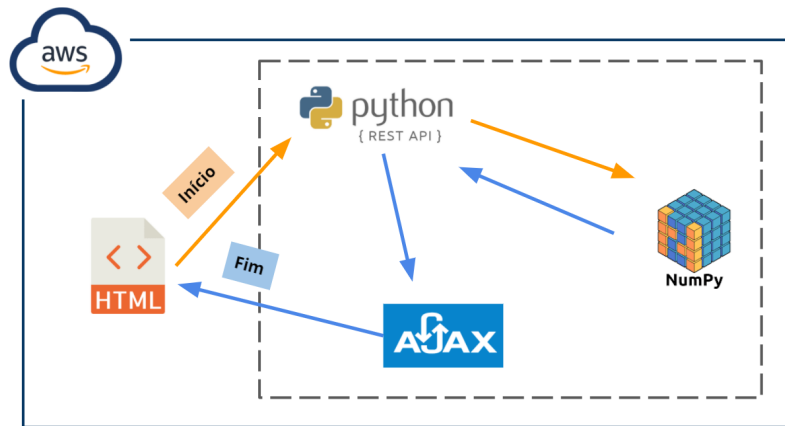 aws
python
{ REST API }
Início
Fim
HTML
NumPy
AJAX